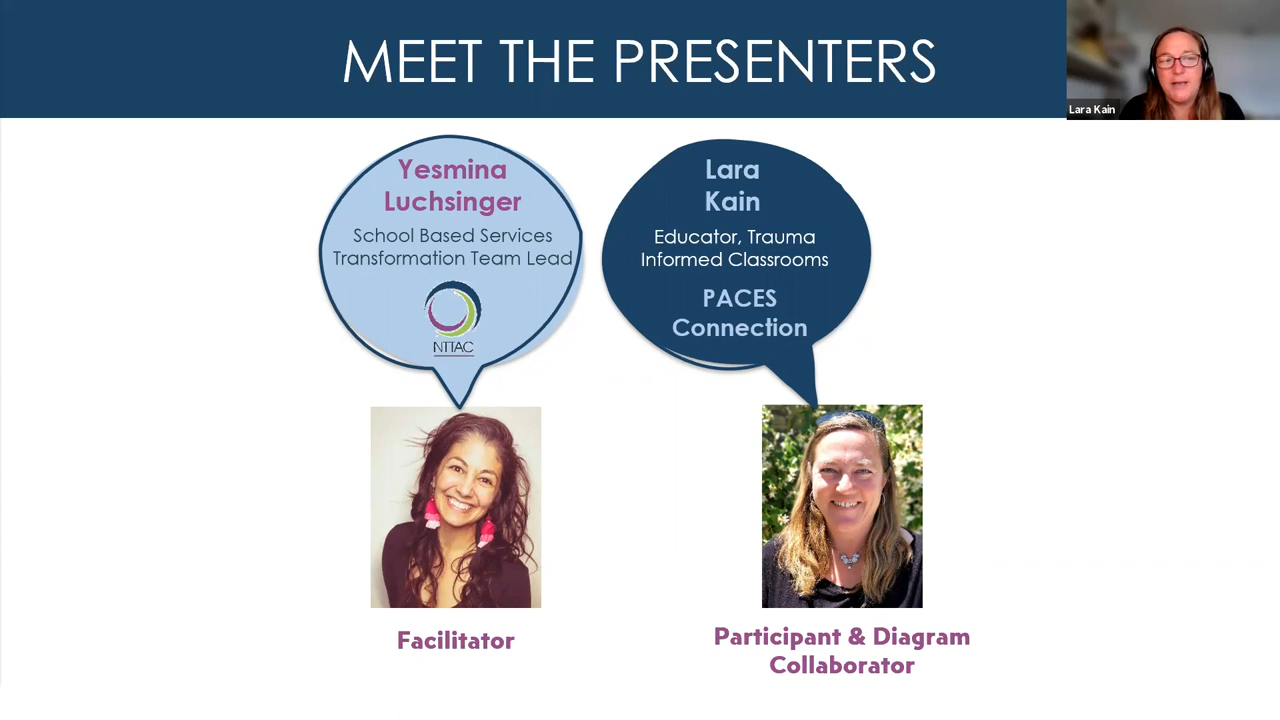 MEET THE PRESENTERS
Lara Kain
Yesmina
Luchsinger
School Based Services
Transformation Team Lead
NTTAC
Lara
Kain
Educator, Trauma
Informed Classrooms
PACES
Connection
Facilitator
Participant & Diagram
Collaborator